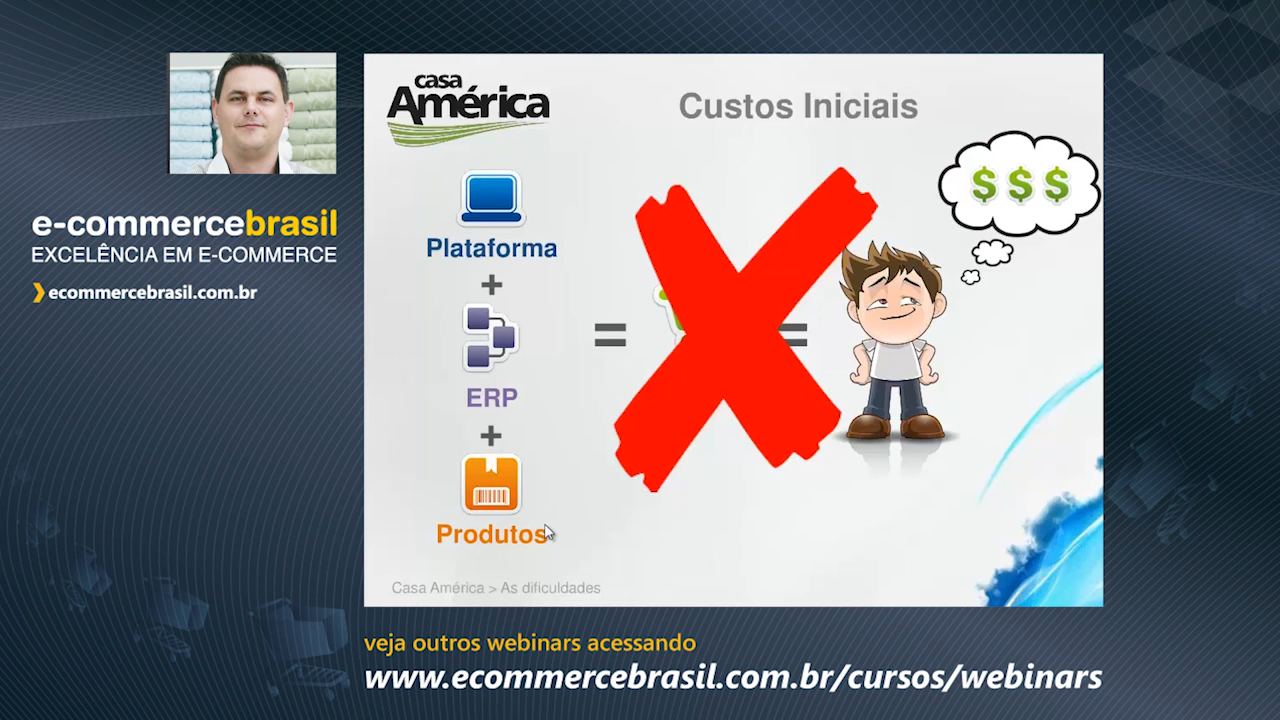 e-commercebrasil
EXCELÊNCIA EM E-COMMERCE
ecommercebrasil.com.br
casa
América
Custos Iniciais
$ $ $
Plataforma
+
ERP
+
Produtos
= =
Casa América > As dificuldades
veja outros webinars acessando
www.ecommercebrasil.com.br/cursos/webinars